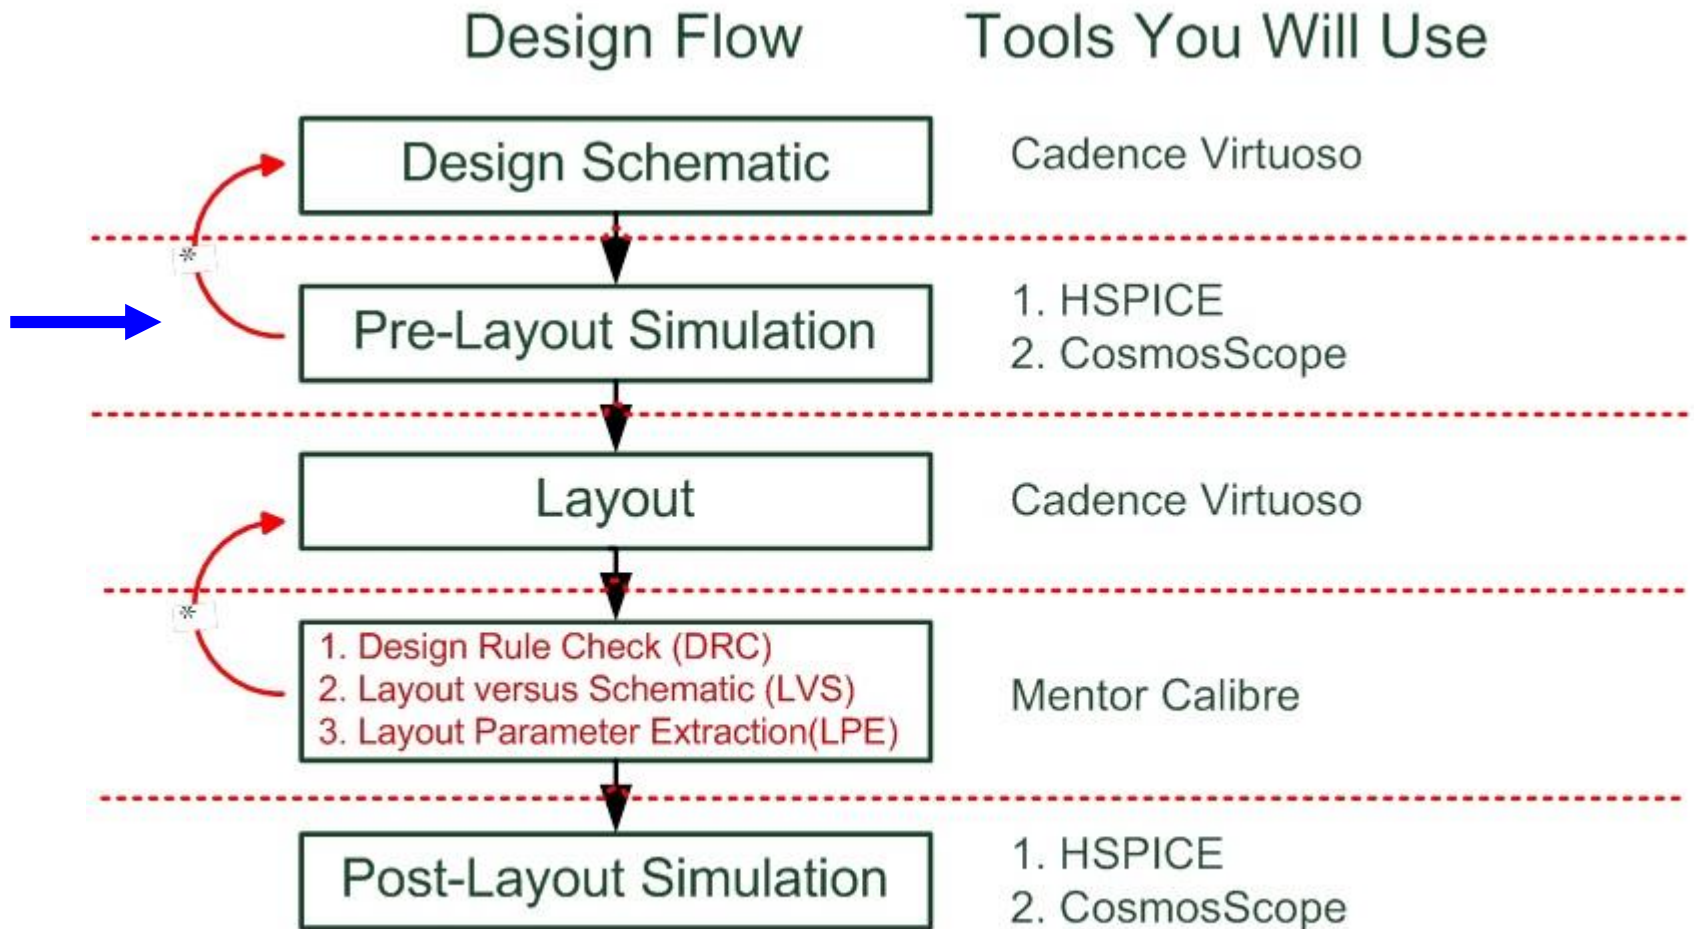 Design Flow
Tools You Will Use
Design Schematic
Cadence Virtuoso
*
Pre-Layout Simulation
1. HSPICE
2. CosmosScope
Layout
Cadence Virtuoso
*
1. Design Rule Check (DRC)
2. Layout versus Schematic (LVS)
3. Layout Parameter Extraction(LPE)
Mentor Calibre
Post-Layout Simulation
1. HSPICE
2. CosmosScope